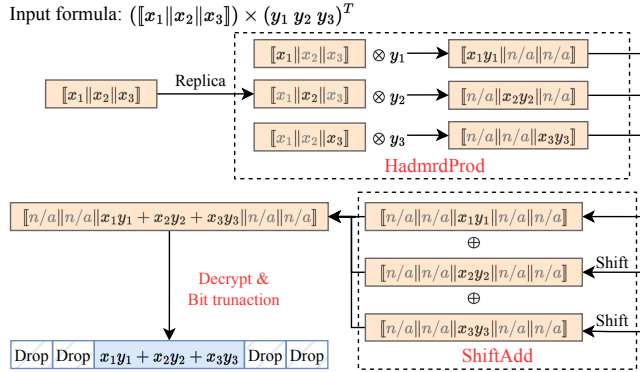 Input formula: ([[x₁||x₂||x₃]]) × (y₁ y₂ y₃)ᵀ
[[x₁||x₂||x₃]] ⊗ y₁ [[x₁y₁||n/a||n/a]]
Replica
[[x₁||x₂||x₃]] [[x₁||x₂||x₃]] ⊗ y₂ [[n/a||x₂y₂||n/a]]
[[x₁||x₂||x₃]] ⊗ y₃ [[n/a||n/a||x₃y₃]]
HadmrdProd
[[n/a||n/a||x₁y₁ + x₂y₂ + x₃y₃||n/a||n/a]] [[n/a||n/a||x₁y₁||n/a||n/a]]
⊕
Decrypt &
Bit trunaction
[[n/a||n/a||x₂y₂||n/a||n/a]] Shift
⊕
[[n/a||n/a||x₃y₃||n/a||n/a]] Shift
Drop Drop x₁y₁ + x₂y₂ + x₃y₃ Drop Drop
ShiftAdd